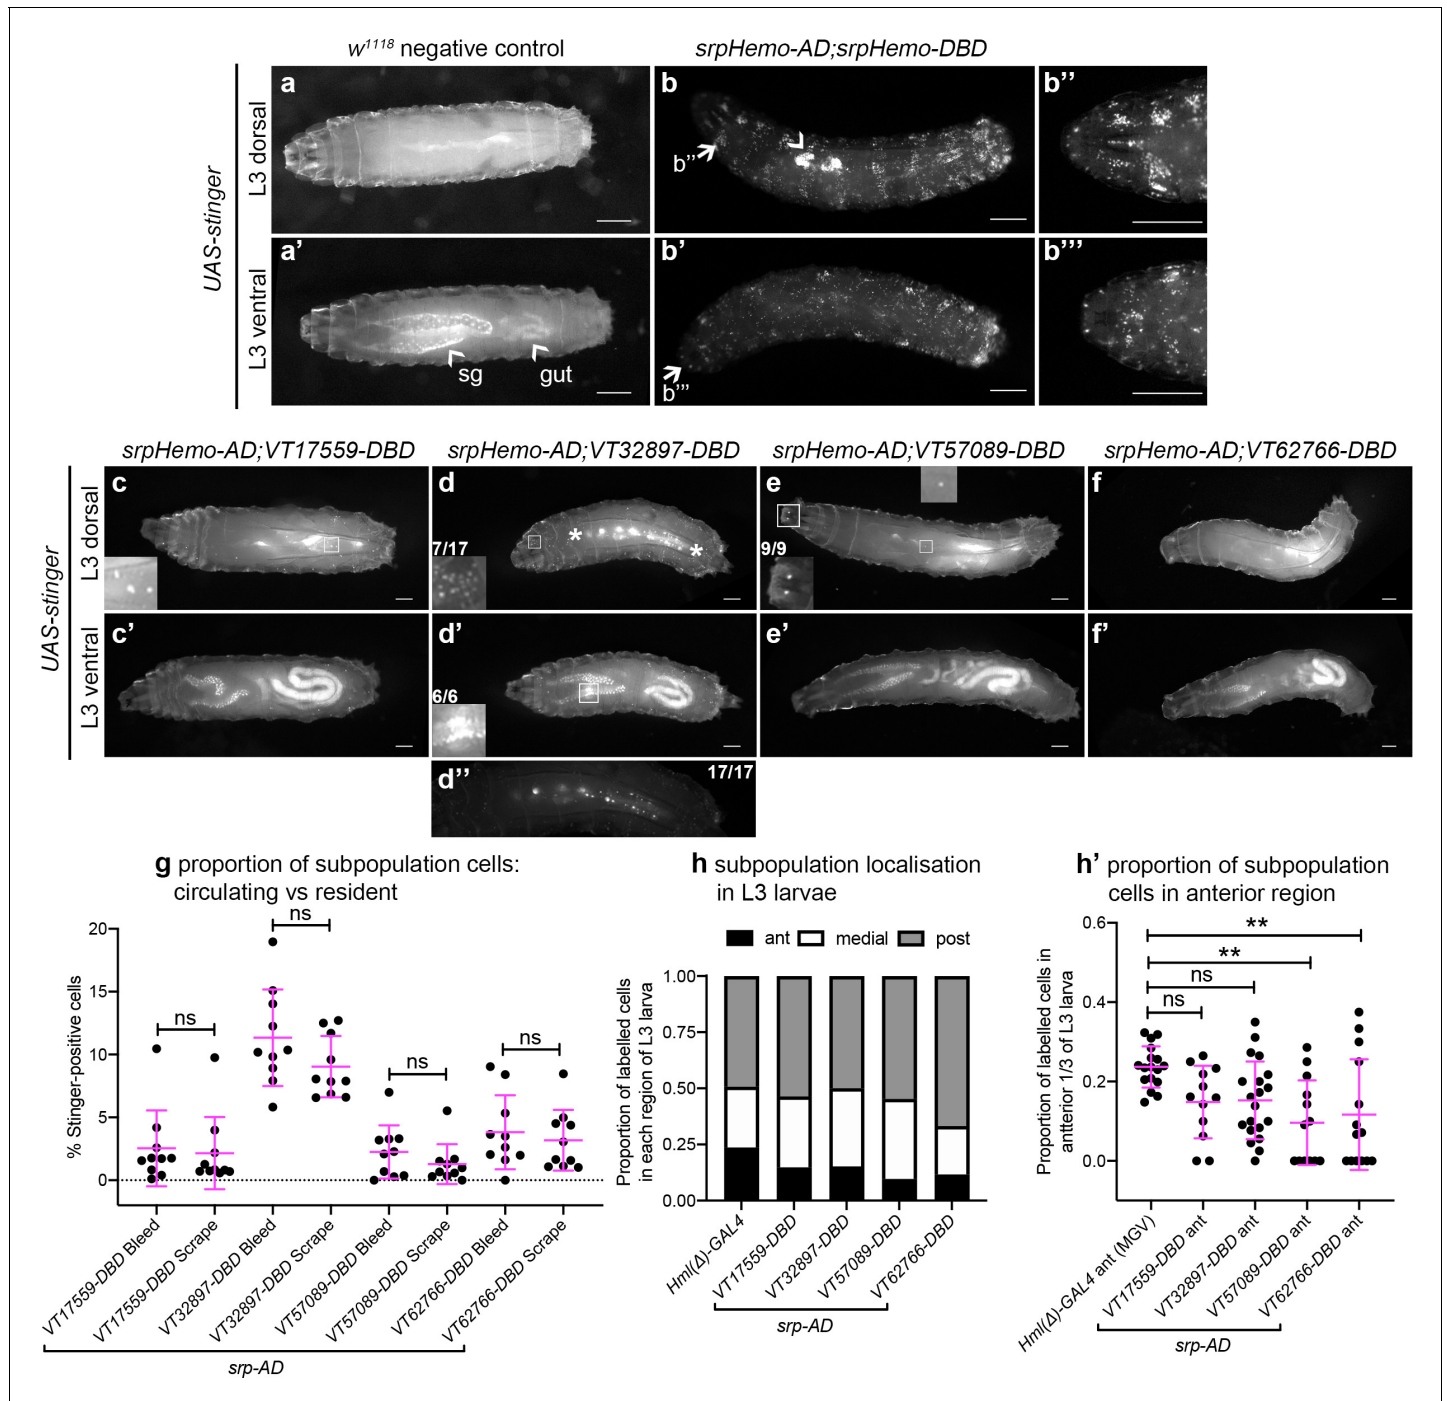 w1118 negative control
srpHemo-AD;srpHemo-DBD
UAS-stinger
L3 dorsal
L3 ventral
a
b
b’’
b’’
a’
sg
gut
b’
b’’’
b’’’
srpHemo-AD;VT17559-DBD
srpHemo-AD;VT32897-DBD
srpHemo-AD;VT57089-DBD
srpHemo-AD;VT62766-DBD
UAS-stinger
L3 dorsal
L3 ventral
c
d
7/17
*
*
e
9/9
f
c’
d’
6/6
e’
f’
d’’
17/17
g proportion of subpopulation cells:
circulating vs resident
% Stinger-positive cells
20
15
10
5
0
ns
ns
ns
ns
VT17559-DBD Bleed
VT17559-DBD Scrape
VT32897-DBD Bleed
VT32897-DBD Scrape
VT57089-DBD Bleed
VT57089-DBD Scrape
VT62766-DBD Bleed
VT62766-DBD Scrape
srp-AD
h subpopulation localisation
in L3 larvae
ant
medial
post
Proportion of labelled cells
in each region of L3 larva
1.00
0.75
0.50
0.25
0.00
Hml(Δ)-GAL4
VT17559-DBD
VT32897-DBD
VT57089-DBD
VT62766-DBD
srp-AD
h’ proportion of subpopulation
cells in anterior region
Proportion of labelled cells in
antterior 1/3 of L3 larva
0.6
0.4
0.2
0.0
**
**
ns
ns
Hml(Δ)-GAL4 ant (MGV)
VT17559-DBD ant
VT32897-DBD ant
VT57089-DBD ant
VT62766-DBD ant
srp-AD